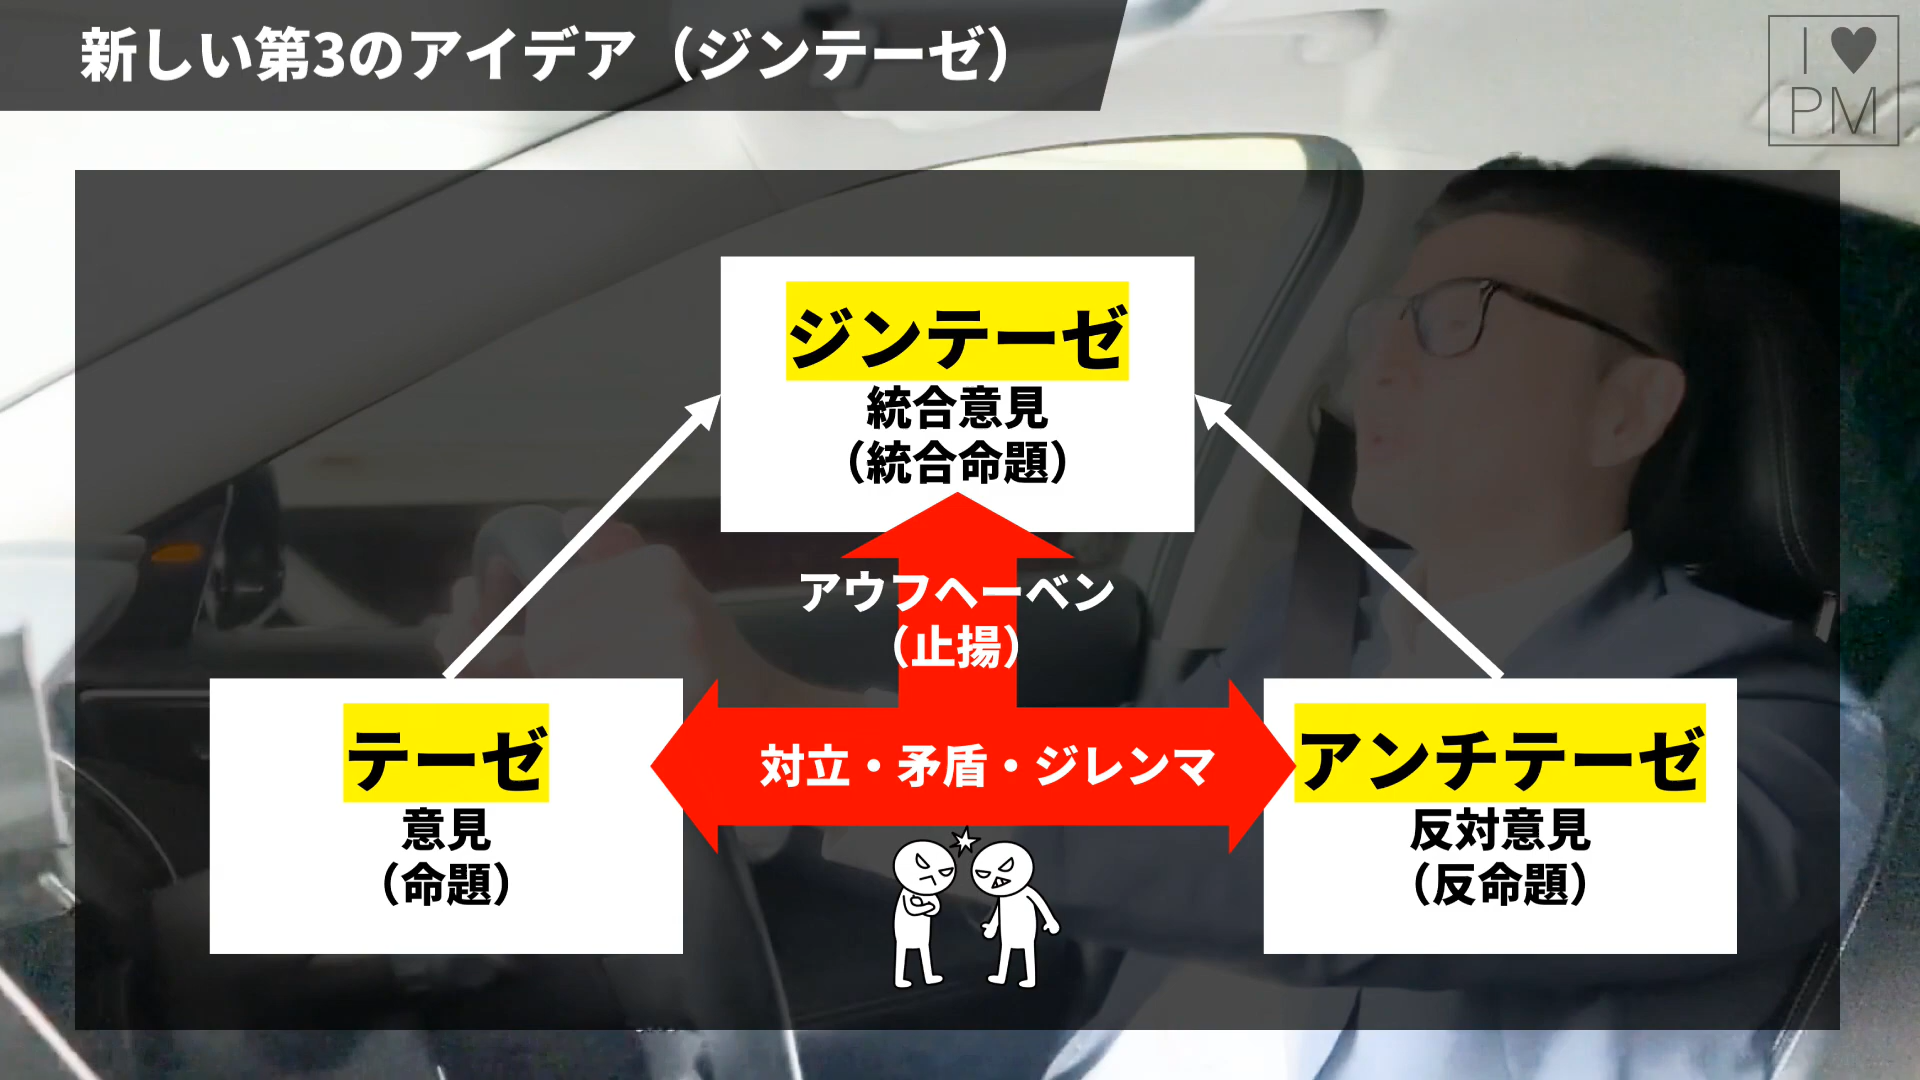 新しい第3のアイデア（ジンテーゼ）
I ♥
PM
ジンテーゼ
統合意見
（統合命題）
アウフヘーベン
（止揚）
テーゼ
意見
（命題）
対立・矛盾・ジレンマ
アンチテーゼ
反対意見
（反命題）